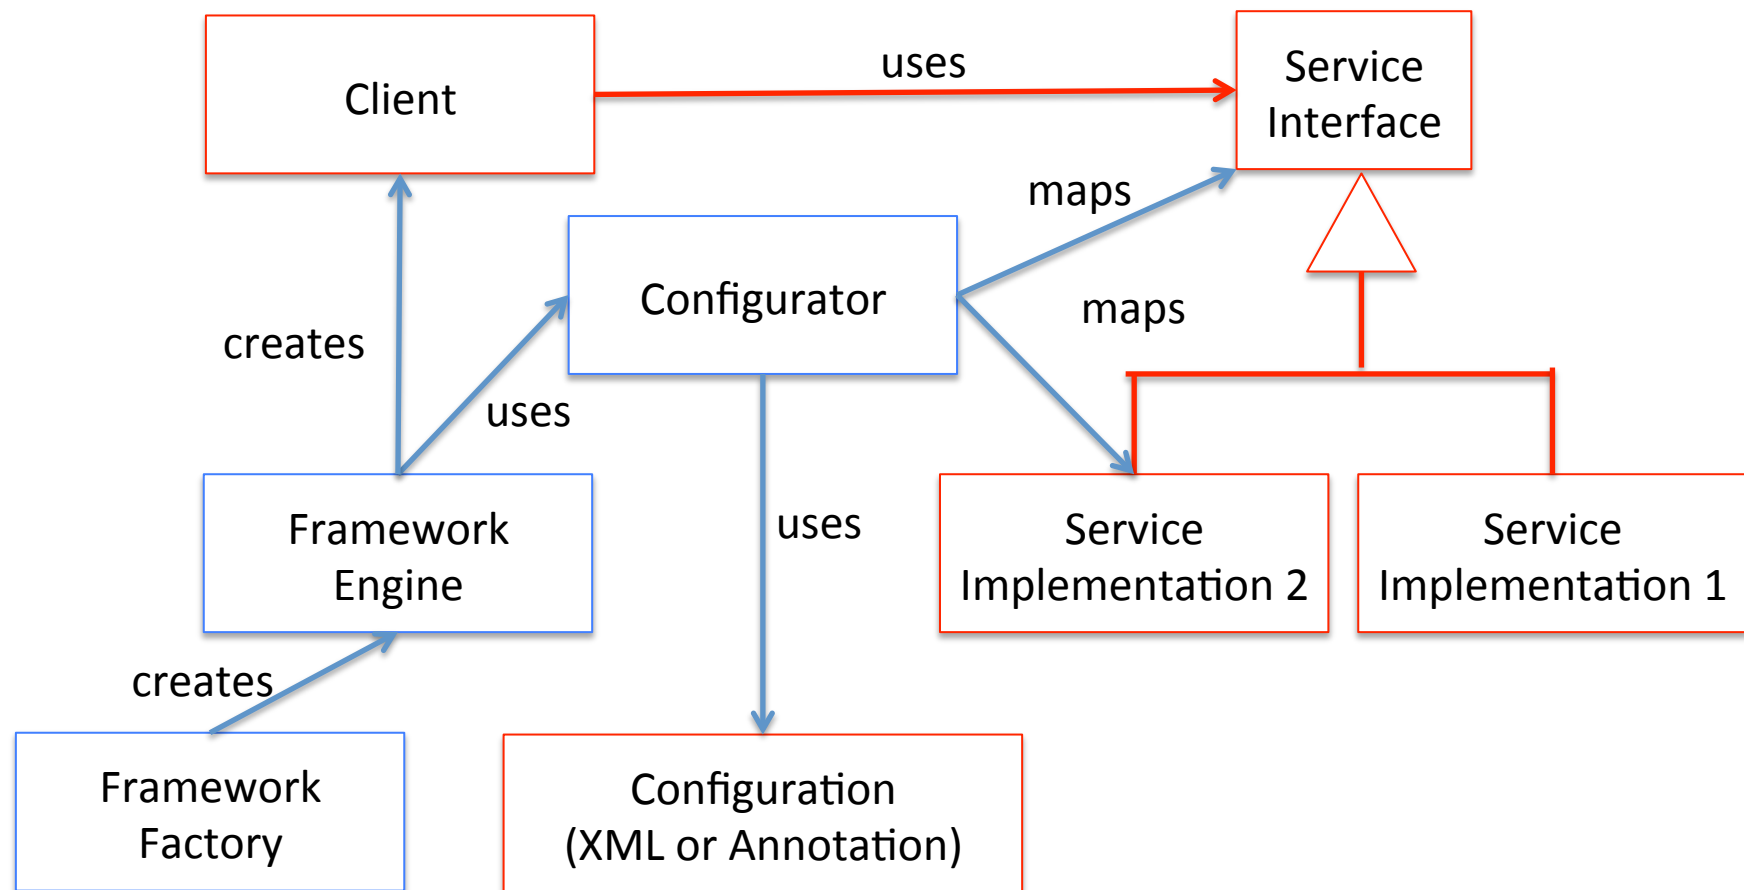 uses
Service
Interface
Client
maps
Configurator
maps
creates
uses
Framework
Engine
uses
Service
Implementation 2
Service
Implementation 1
creates
Framework
Factory
Configuration
(XML or Annotation)